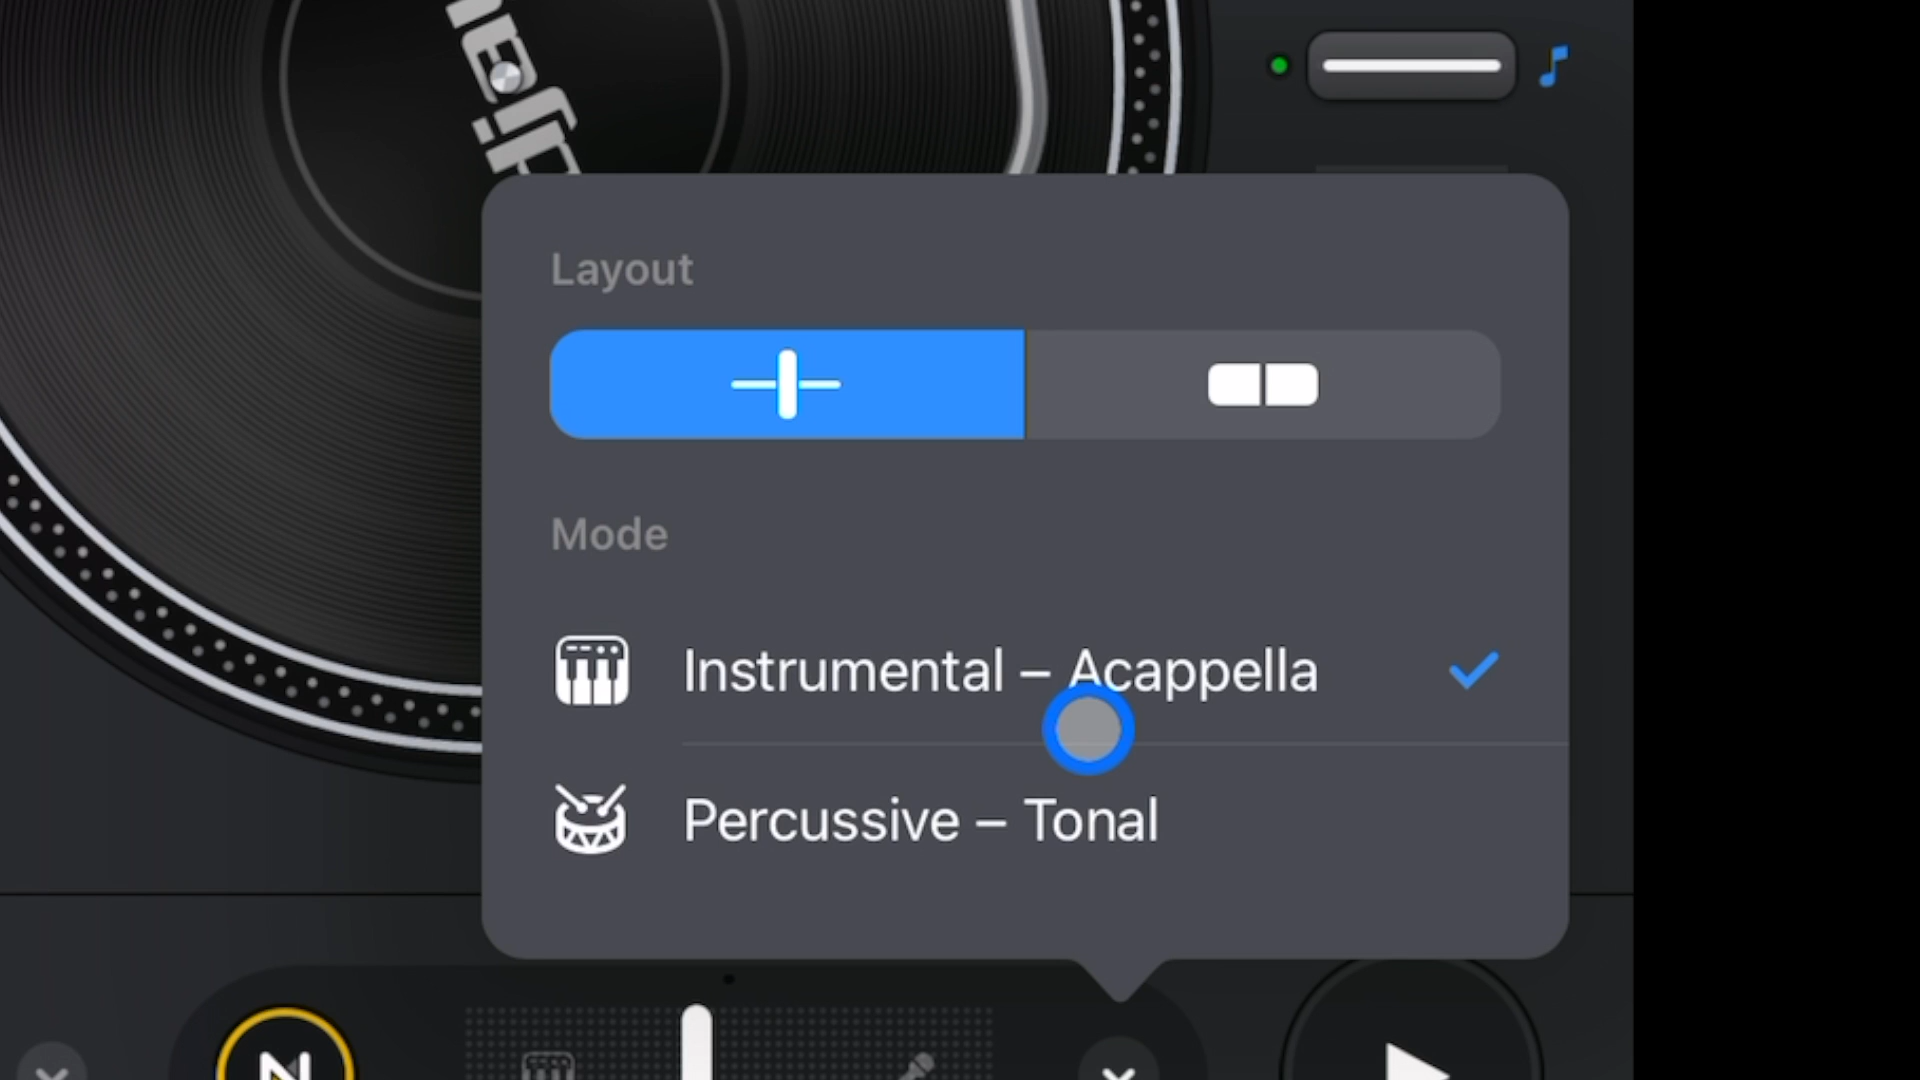 Layout
Mode
Instrumental – Acappella
Percussive – Tonal